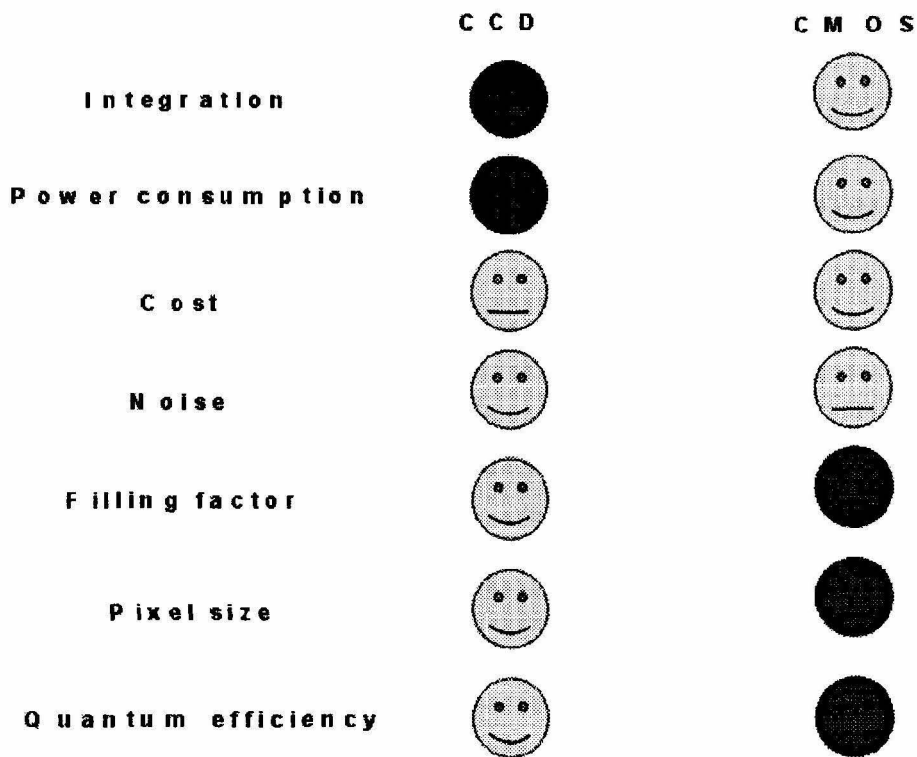 CCD CMOS
Integration
Power consumption
Cost
Noise
Filling factor
Pixel size
Quantum efficiency